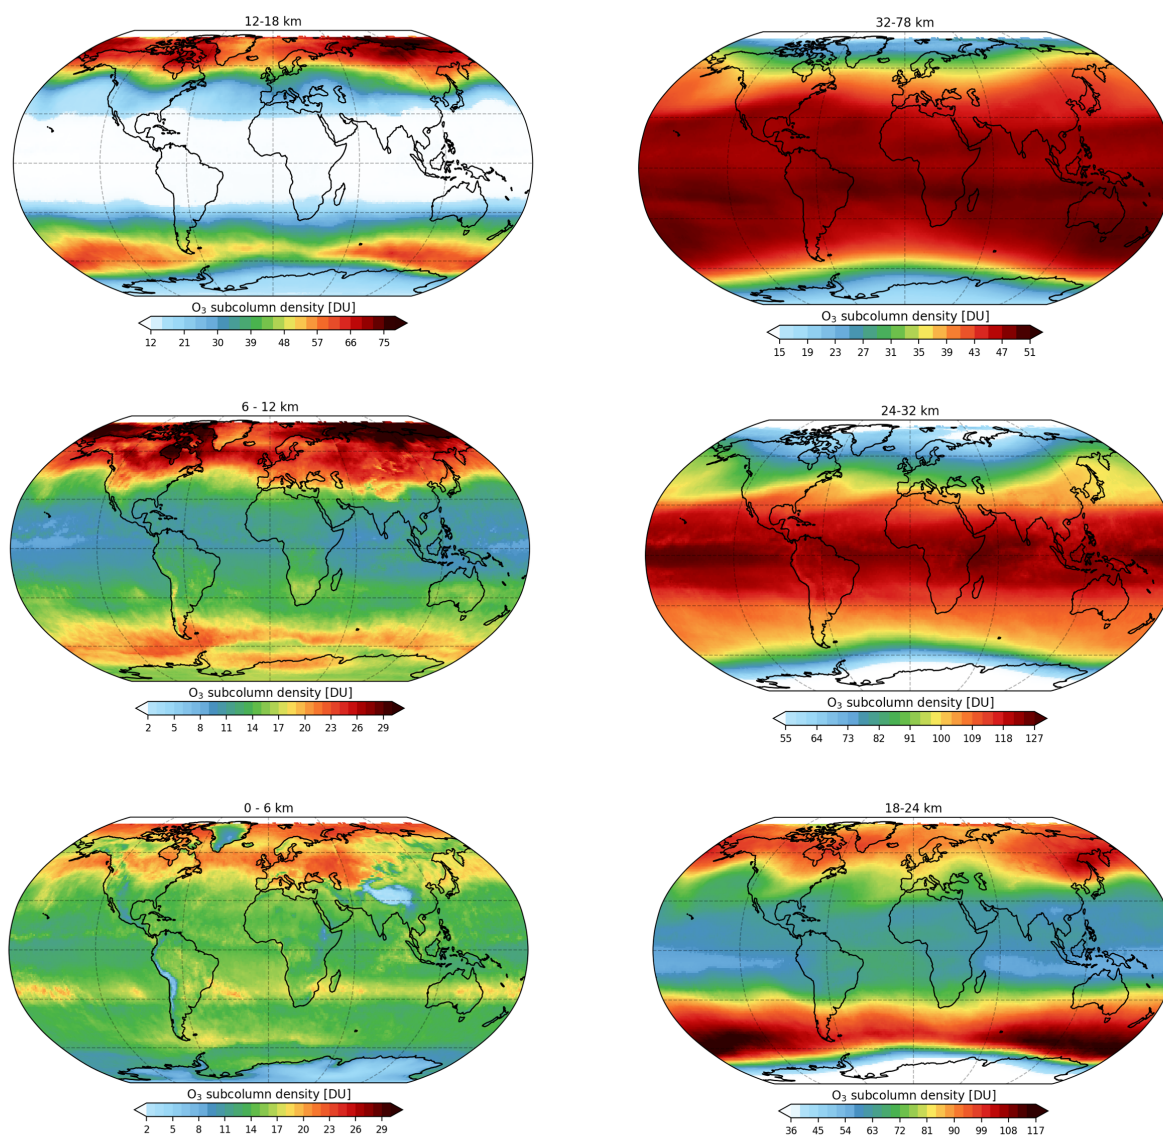 12-18 km
O₃ subcolumn density [DU]
12 21 30 39 48 57 66 75
32-78 km
O₃ subcolumn density [DU]
15 19 23 27 31 35 39 43 47 51
6 - 12 km
O₃ subcolumn density [DU]
2 5 8 11 14 17 20 23 26 29
24-32 km
O₃ subcolumn density [DU]
55 64 73 82 91 100 109 118 127
0 - 6 km
O₃ subcolumn density [DU]
2 5 8 11 14 17 20 23 26 29
18-24 km
O₃ subcolumn density [DU]
36 45 54 63 72 81 90 99 108 117